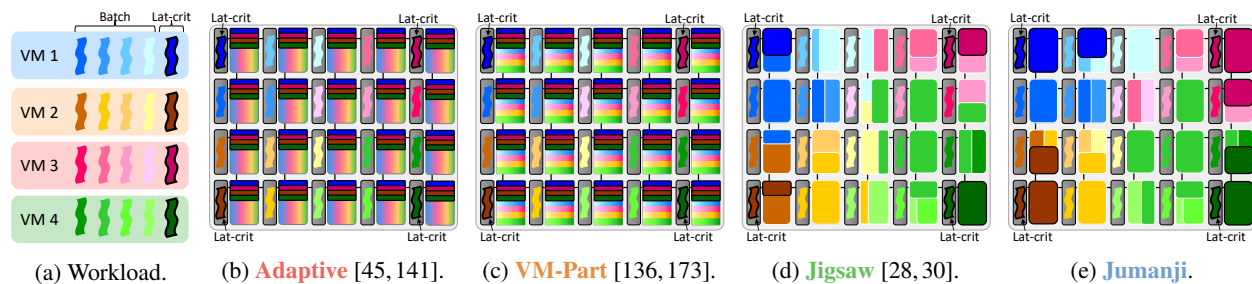 Batch Lat-crit
VM 1
VM 2
VM 3
VM 4
(a) Workload.
Lat-crit Lat-crit
Lat-crit Lat-crit
(b) Adaptive [45, 141].
Lat-crit Lat-crit
Lat-crit Lat-crit
(c) VM-Part [136, 173].
Lat-crit Lat-crit
Lat-crit Lat-crit
(d) Jigsaw [28, 30].
Lat-crit Lat-crit
Lat-crit Lat-crit
(e) Jumanji.